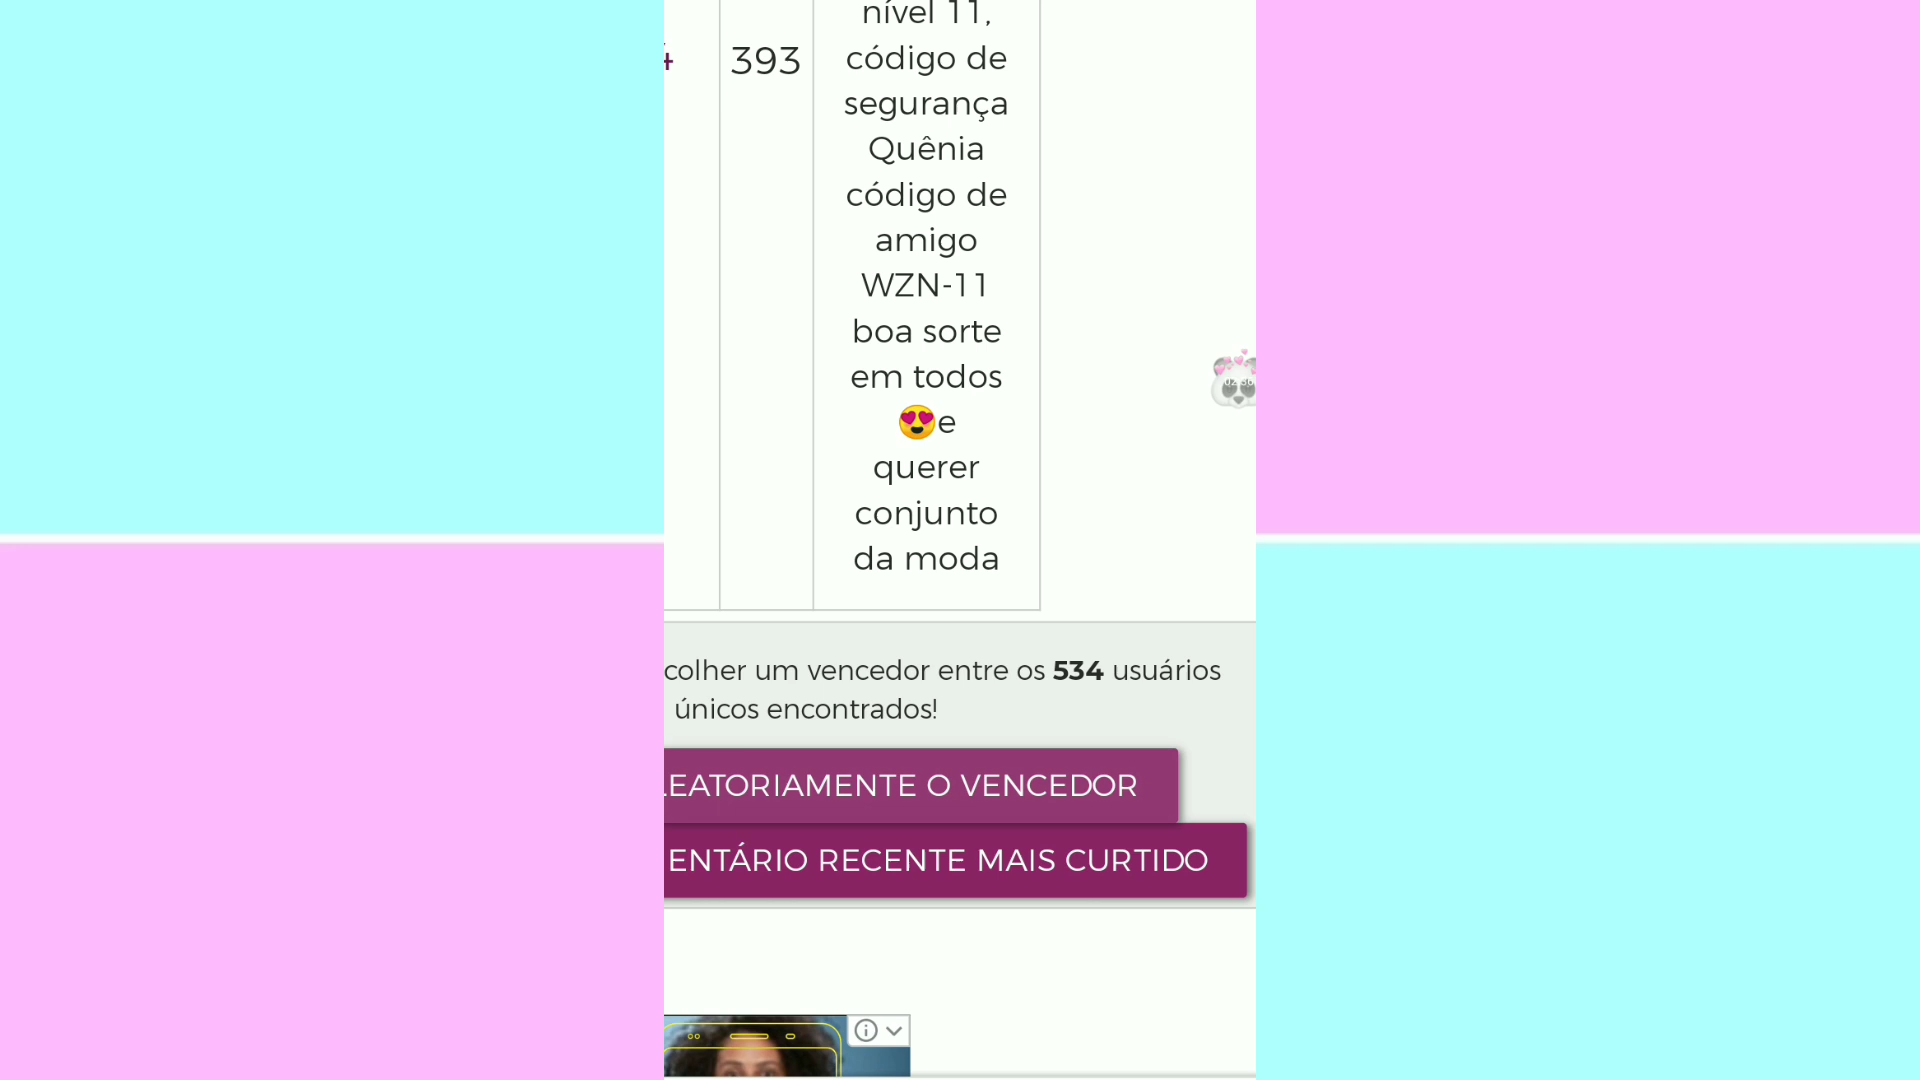 nível 11,
393
código de
segurança
Quênia
código de
amigo
WZN-11
boa sorte
em todos
😍e
querer
conjunto
da moda
colher um vencedor entre os 534 usuários
únicos encontrados!
LEATORIAMENTE O VENCEDOR
ENTÁRIO RECENTE MAIS CURTIDO